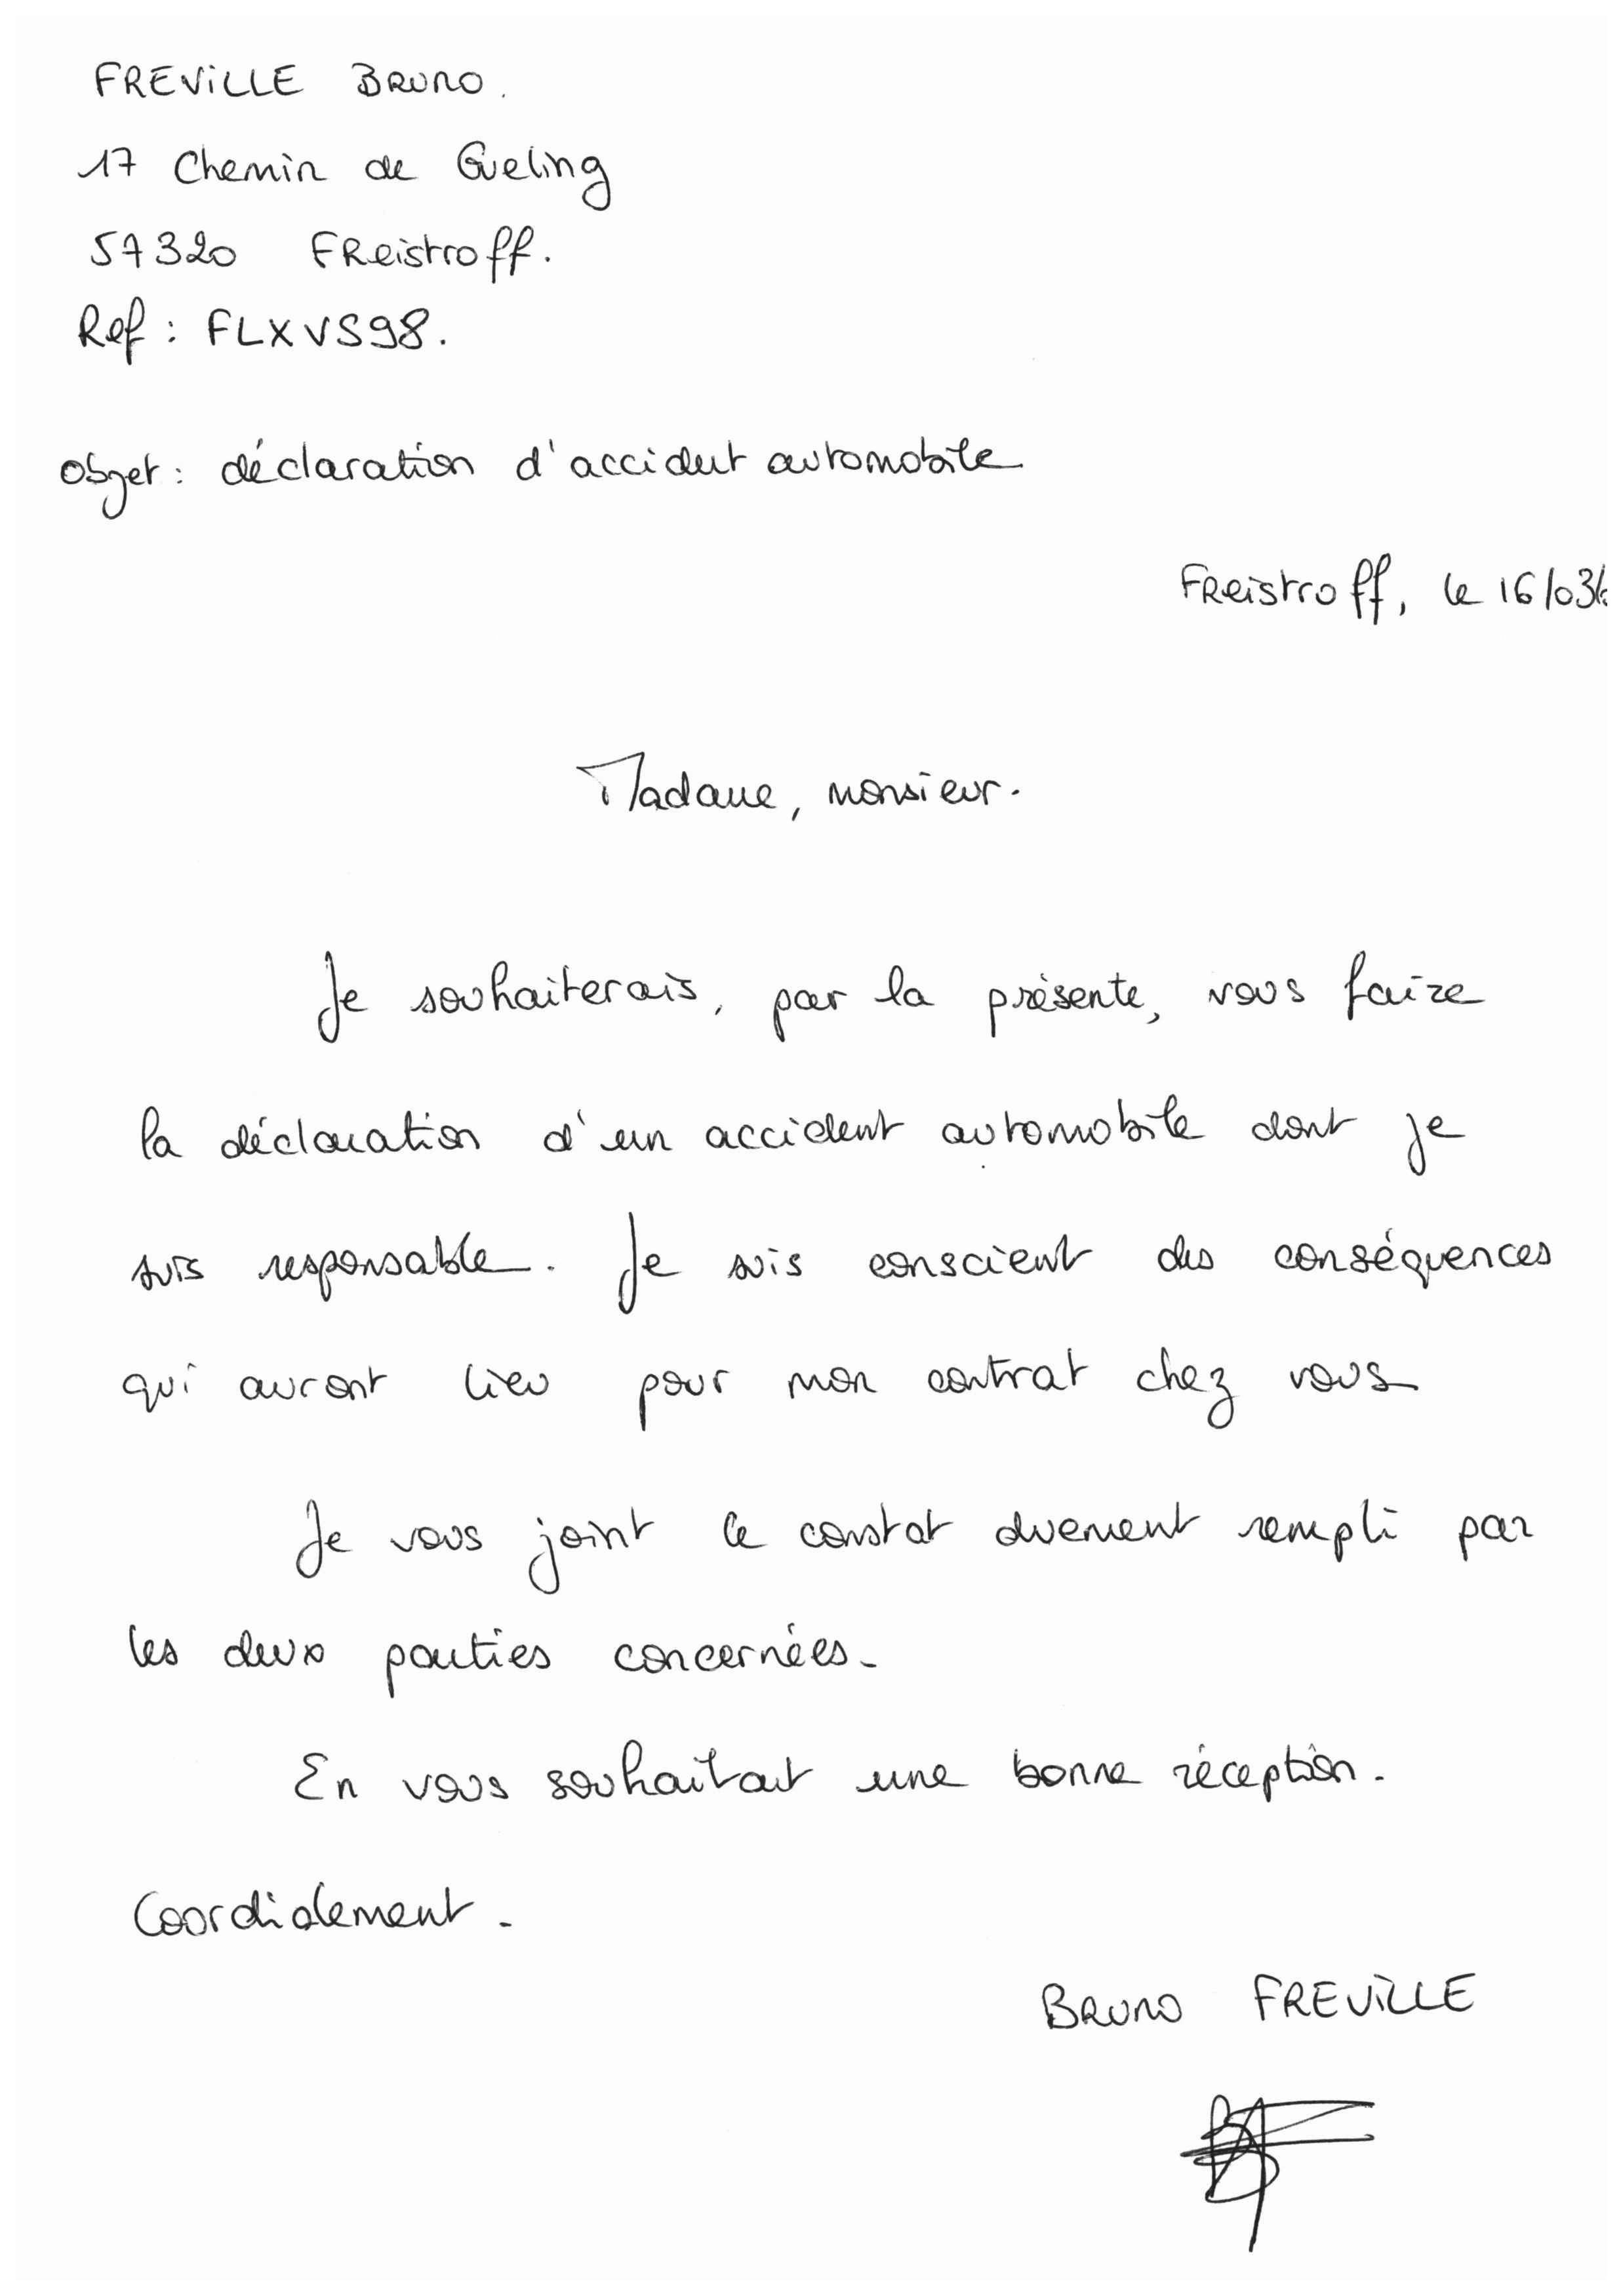 FREVILLE BRUNO.
17 Chemin de Gueling
57320 FREistroff.
Ref : FLXVS98.
Objet : déclaration d'accident automobile
FREistroff, le 16/03/
Madame, monsieur.
Je souhaiterais, par la présente, vous faire
la déclaration d'un accident automobile dont je
suis responsable. Je suis conscient des conséquences
qui auront lieu pour mon contrat chez vous
Je vous joint le constat duement rempli par
les deux parties concernées.
En vous souhaitant une bonne réception.
Coordialement.
BRUNO FREVILLE